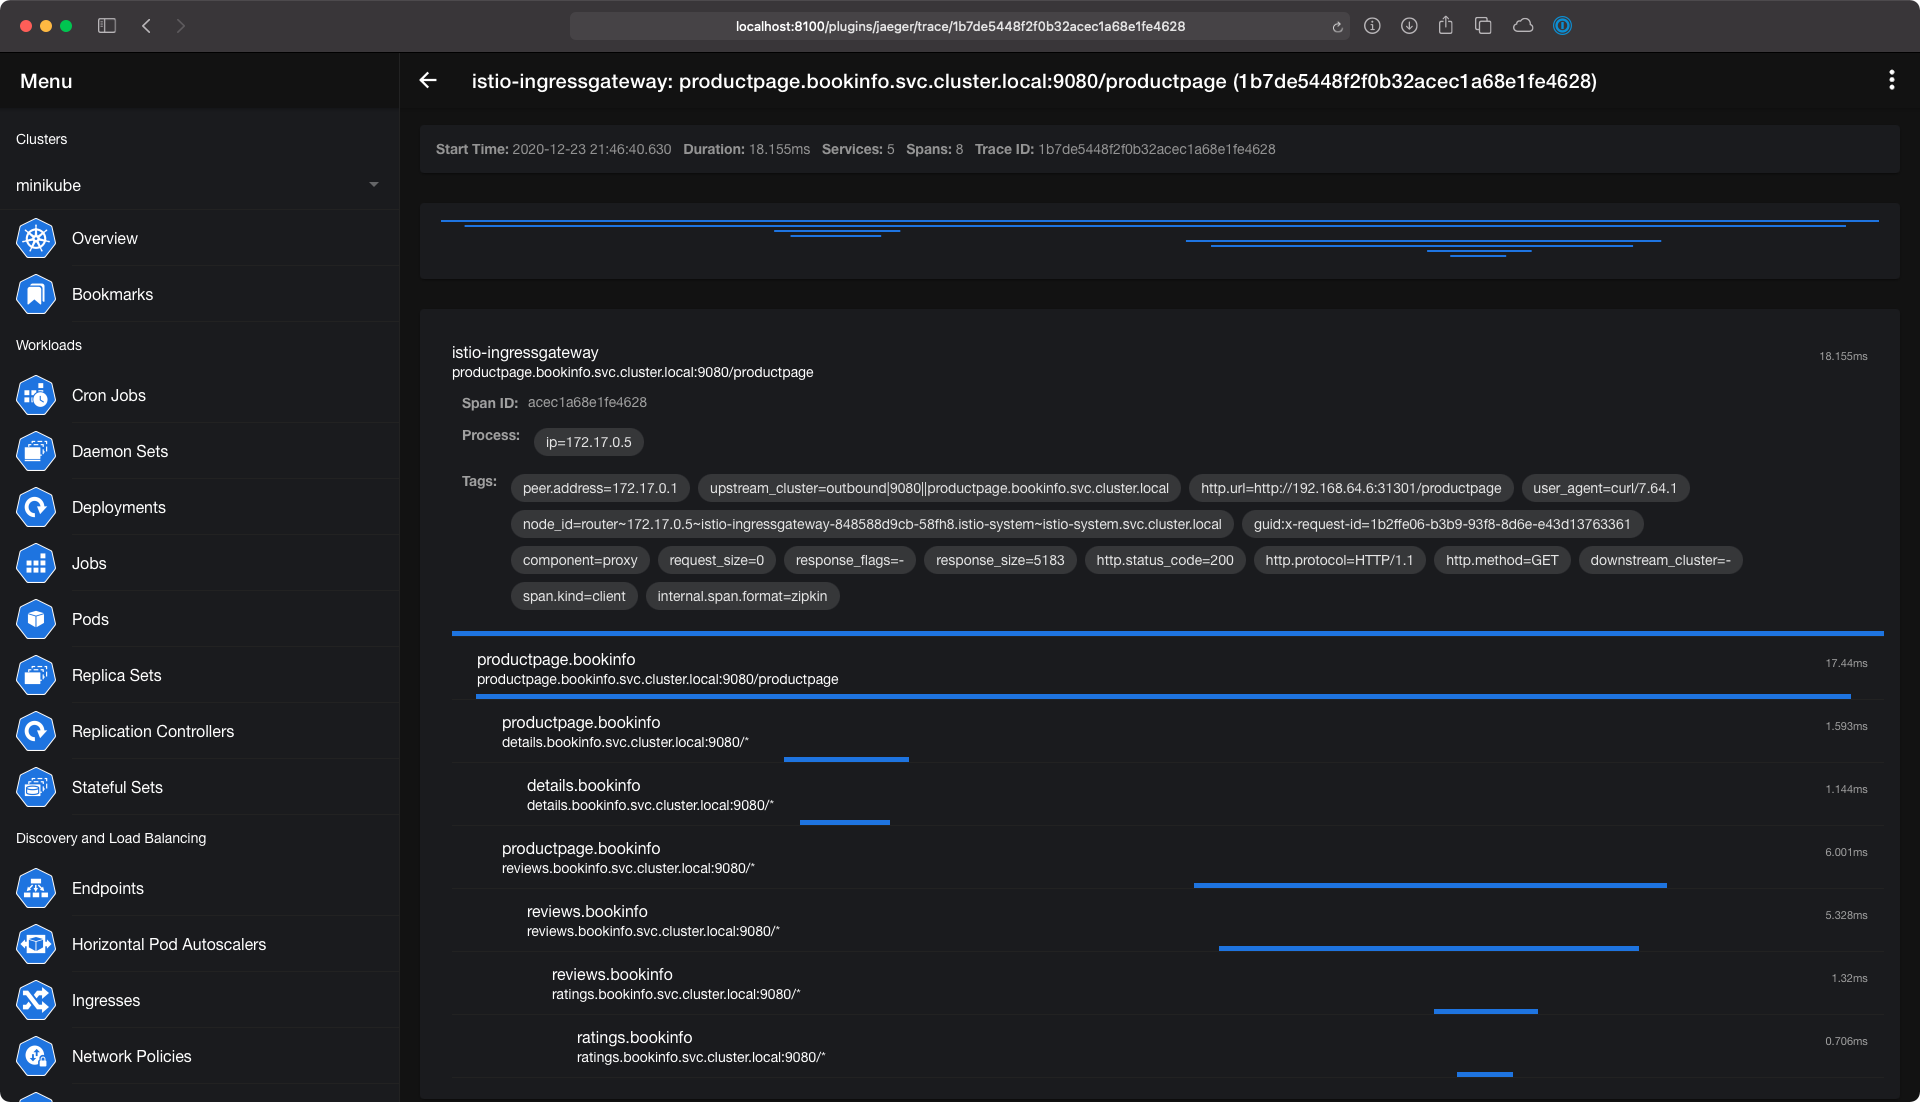 localhost:8100/plugins/jaeger/trace/1b7de5448f2f0b32acec1a68e1fe4628
Menu
istio-ingressgateway: productpage.bookinfo.svc.cluster.local:9080/productpage (1b7de5448f2f0b32acec1a68e1fe4628)
Clusters
minikube
Overview
Bookmarks
Workloads
Cron Jobs
Daemon Sets
Deployments
Jobs
Pods
Replica Sets
Replication Controllers
Stateful Sets
Discovery and Load Balancing
Endpoints
Horizontal Pod Autoscalers
Ingresses
Network Policies
Start Time: 2020-12-23 21:46:40.630 Duration: 18.155ms Services: 5 Spans: 8 Trace ID: 1b7de5448f2f0b32acec1a68e1fe4628
istio-ingressgateway 18.155ms
productpage.bookinfo.svc.cluster.local:9080/productpage
Span ID: acec1a68e1fe4628
Process: ip=172.17.0.5
Tags: peer.address=172.17.0.1 upstream_cluster=outbound|9080||productpage.bookinfo.svc.cluster.local http.url=http://192.168.64.6:31301/productpage user_agent=curl/7.64.1
node_id=router~172.17.0.5~istio-ingressgateway-848588d9cb-58fh8.istio-system~istio-system.svc.cluster.local guid:x-request-id=1b2ffe06-b3b9-93f8-8d6e-e43d13763361
component=proxy request_size=0 response_flags=- response_size=5183 http.status_code=200 http.protocol=HTTP/1.1 http.method=GET downstream_cluster=-
span.kind=client internal.span.format=zipkin
productpage.bookinfo 17.44ms
productpage.bookinfo.svc.cluster.local:9080/productpage
productpage.bookinfo 1.593ms
details.bookinfo.svc.cluster.local:9080/*
details.bookinfo 1.144ms
details.bookinfo.svc.cluster.local:9080/*
productpage.bookinfo 6.001ms
reviews.bookinfo.svc.cluster.local:9080/*
reviews.bookinfo 5.328ms
reviews.bookinfo.svc.cluster.local:9080/*
reviews.bookinfo 1.32ms
ratings.bookinfo.svc.cluster.local:9080/*
ratings.bookinfo 0.706ms
ratings.bookinfo.svc.cluster.local:9080/*